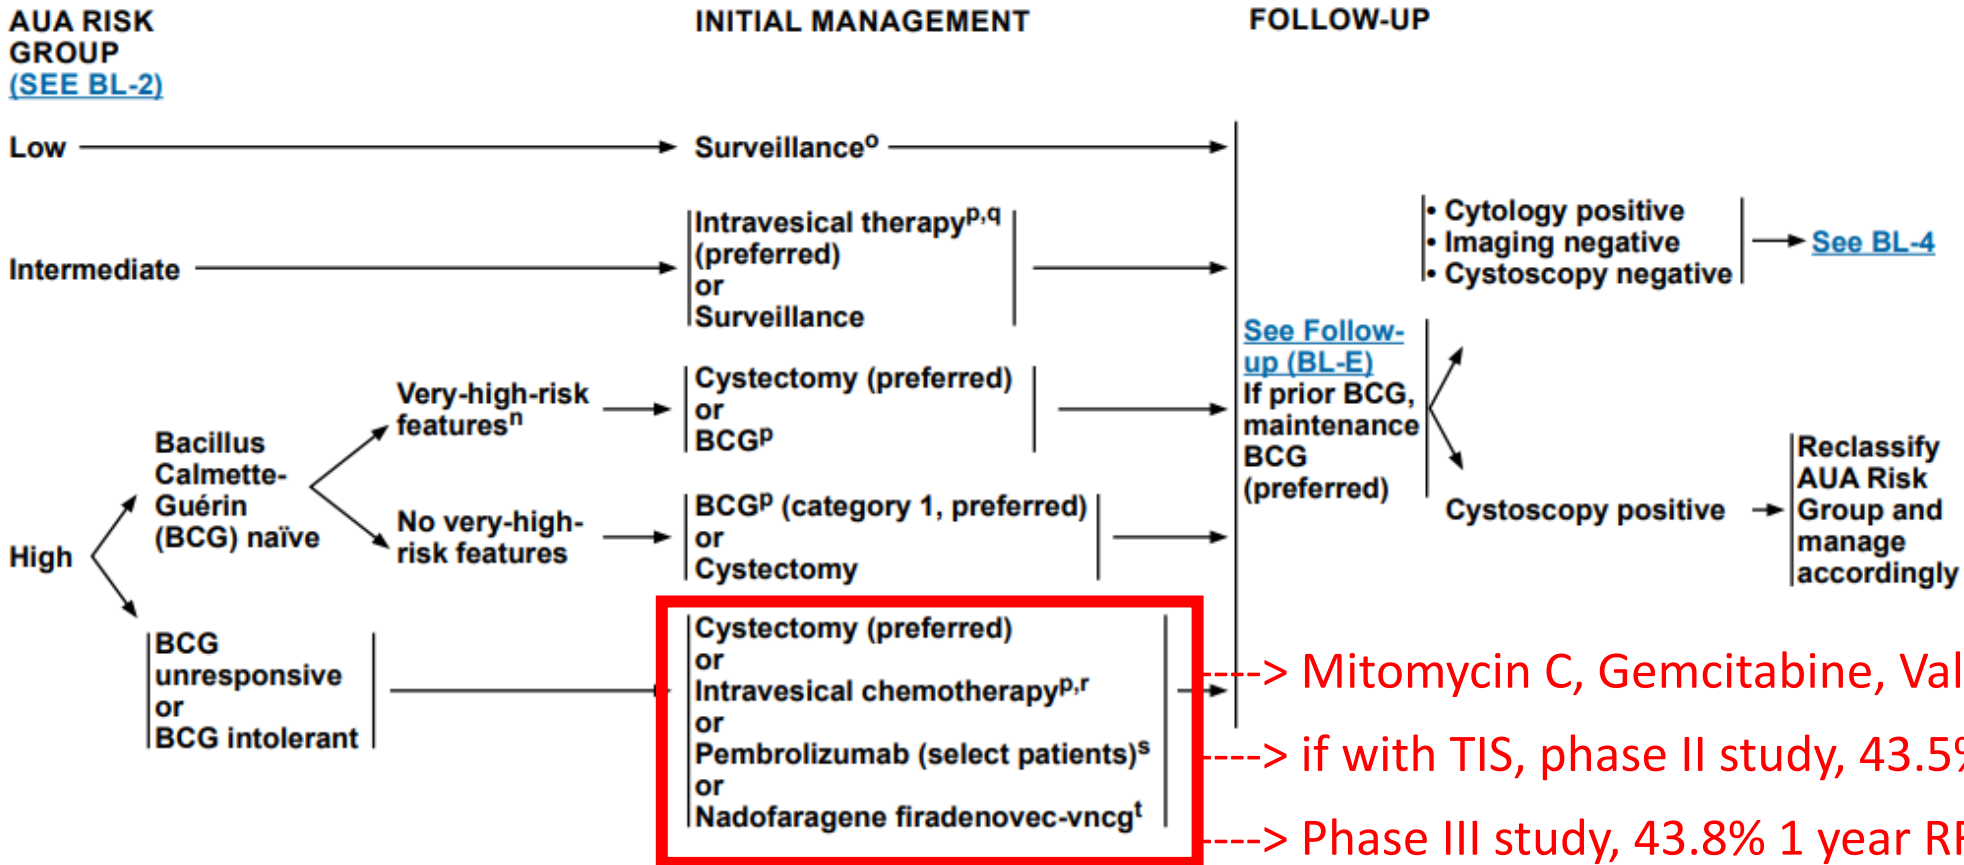 AUA RISK
GROUP
(SEE BL-2)
INITIAL MANAGEMENT
FOLLOW-UP
Low
Surveillanceᵒ
Intermediate
Intravesical therapyᵖ,q
(preferred)
or
Surveillance
High
Bacillus
Calmette-
Guérin
(BCG) naïve
Very-high-risk
featuresⁿ
Cystectomy (preferred)
or
BCGᵖ
No very-high-
risk features
BCGᵖ (category 1, preferred)
or
Cystectomy
BCG
unresponsive
or
BCG intolerant
Cystectomy (preferred)
or
Intravesical chemotherapyᵖ,ʳ
or
Pembrolizumab (select patients)ˢ
or
Nadofaragene firadenovec-vncgᵗ
See Follow-
up (BL-E)
If prior BCG,
maintenance
BCG
(preferred)
• Cytology positive
• Imaging negative
• Cystoscopy negative
See BL-4
Cystoscopy positive
Reclassify
AUA Risk
Group and
manage
accordingly
----> Mitomycin C, Gemcitabine, Val
----> if with TIS, phase II study, 43.5%
----> Phase III study, 43.8% 1 year RF